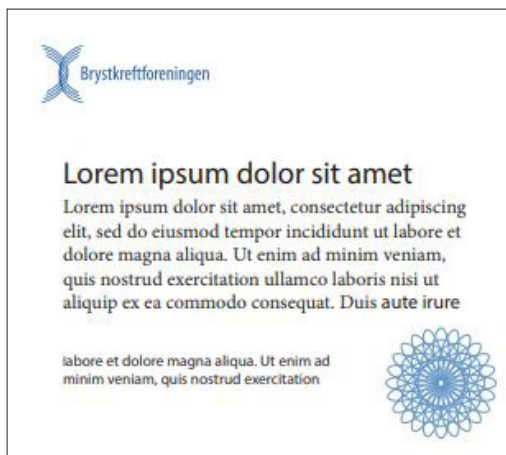 Brystkreftforeningen
Lorem ipsum dolor sit amet
Lorem ipsum dolor sit amet, consectetur adipiscing
elit, sed do eiusmod tempor incididunt ut labore et
dolore magna aliqua. Ut enim ad minim veniam,
quis nostrud exercitation ullamco laboris nisi ut
aliquip ex ea commodo consequat. Duis aute irure
labore et dolore magna aliqua. Ut enim ad
minim veniam, quis nostrud exercitation